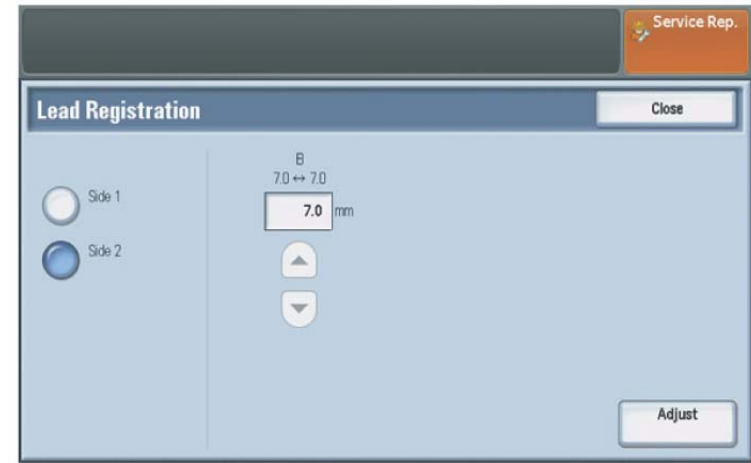 Service Rep.
Lead Registration
Close
Side 1
Side 2
B
7.0 ↔ 7.0
7.0 mm
Adjust